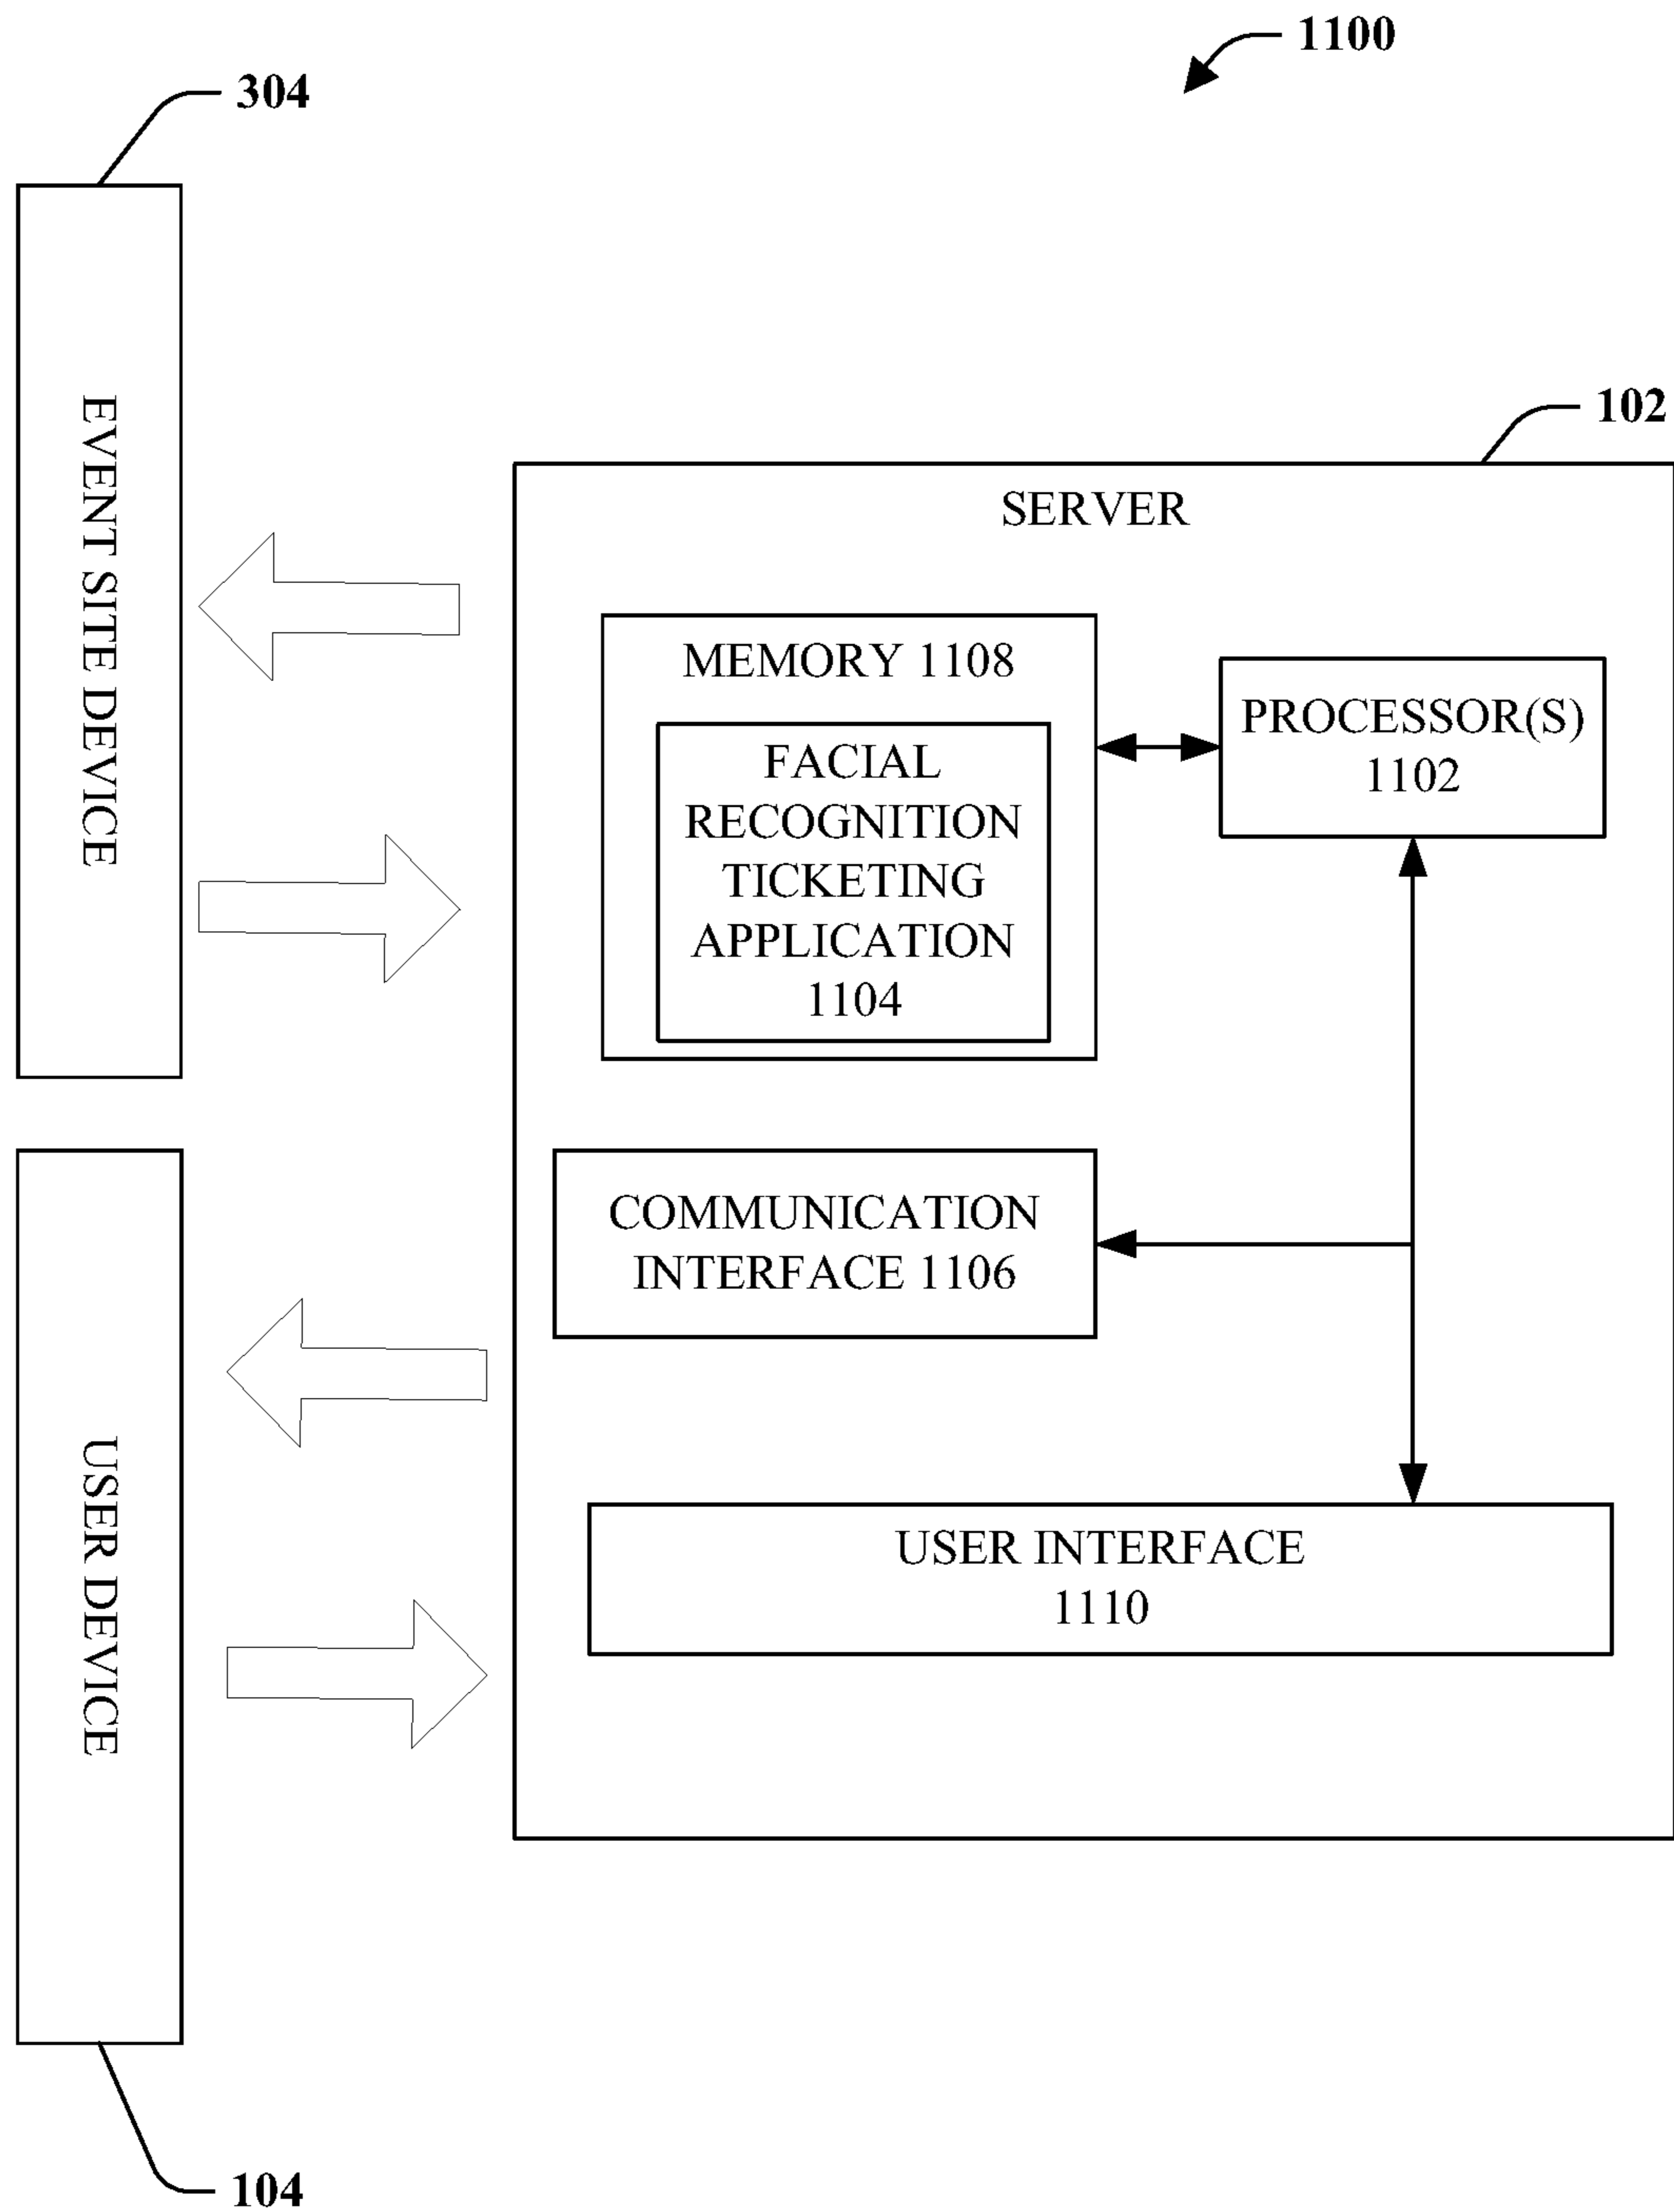 1100
304
EVENT SITE DEVICE
102
SERVER
MEMORY 1108
FACIAL
RECOGNITION
TICKETING
APPLICATION
1104
PROCESSOR(S)
1102
COMMUNICATION
INTERFACE 1106
USER DEVICE
USER INTERFACE
1110
104